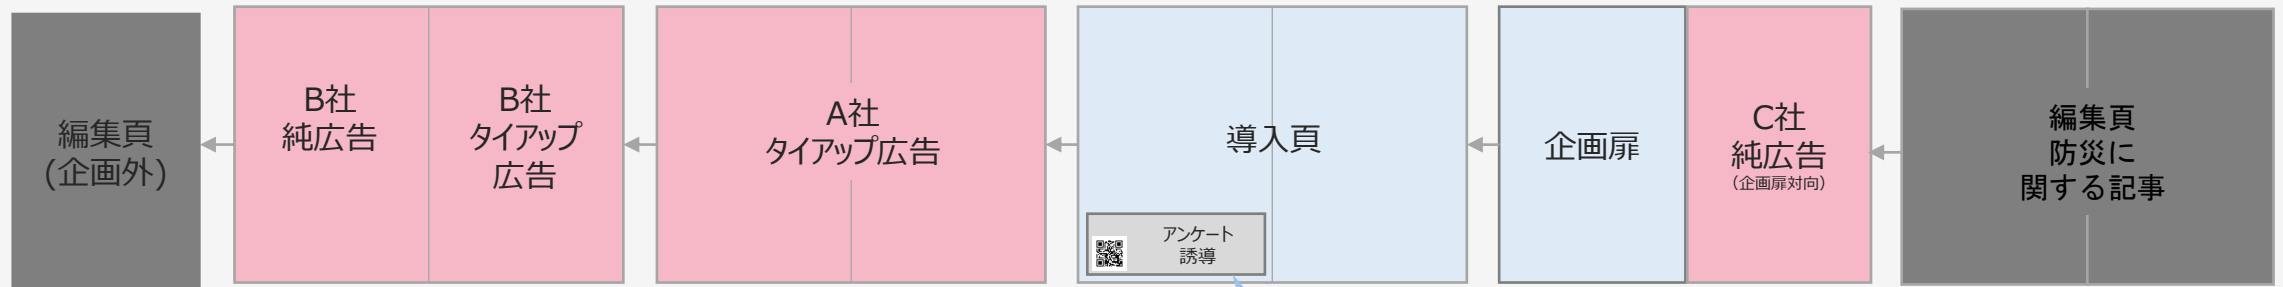 編集頁
(企画外)
B社
純広告
B社
タイアップ
広告
A社
タイアップ広告
導入頁
アンケート
誘導
企画扉
C社
純広告
(企画扉対向)
編集頁
防災に
関する記事